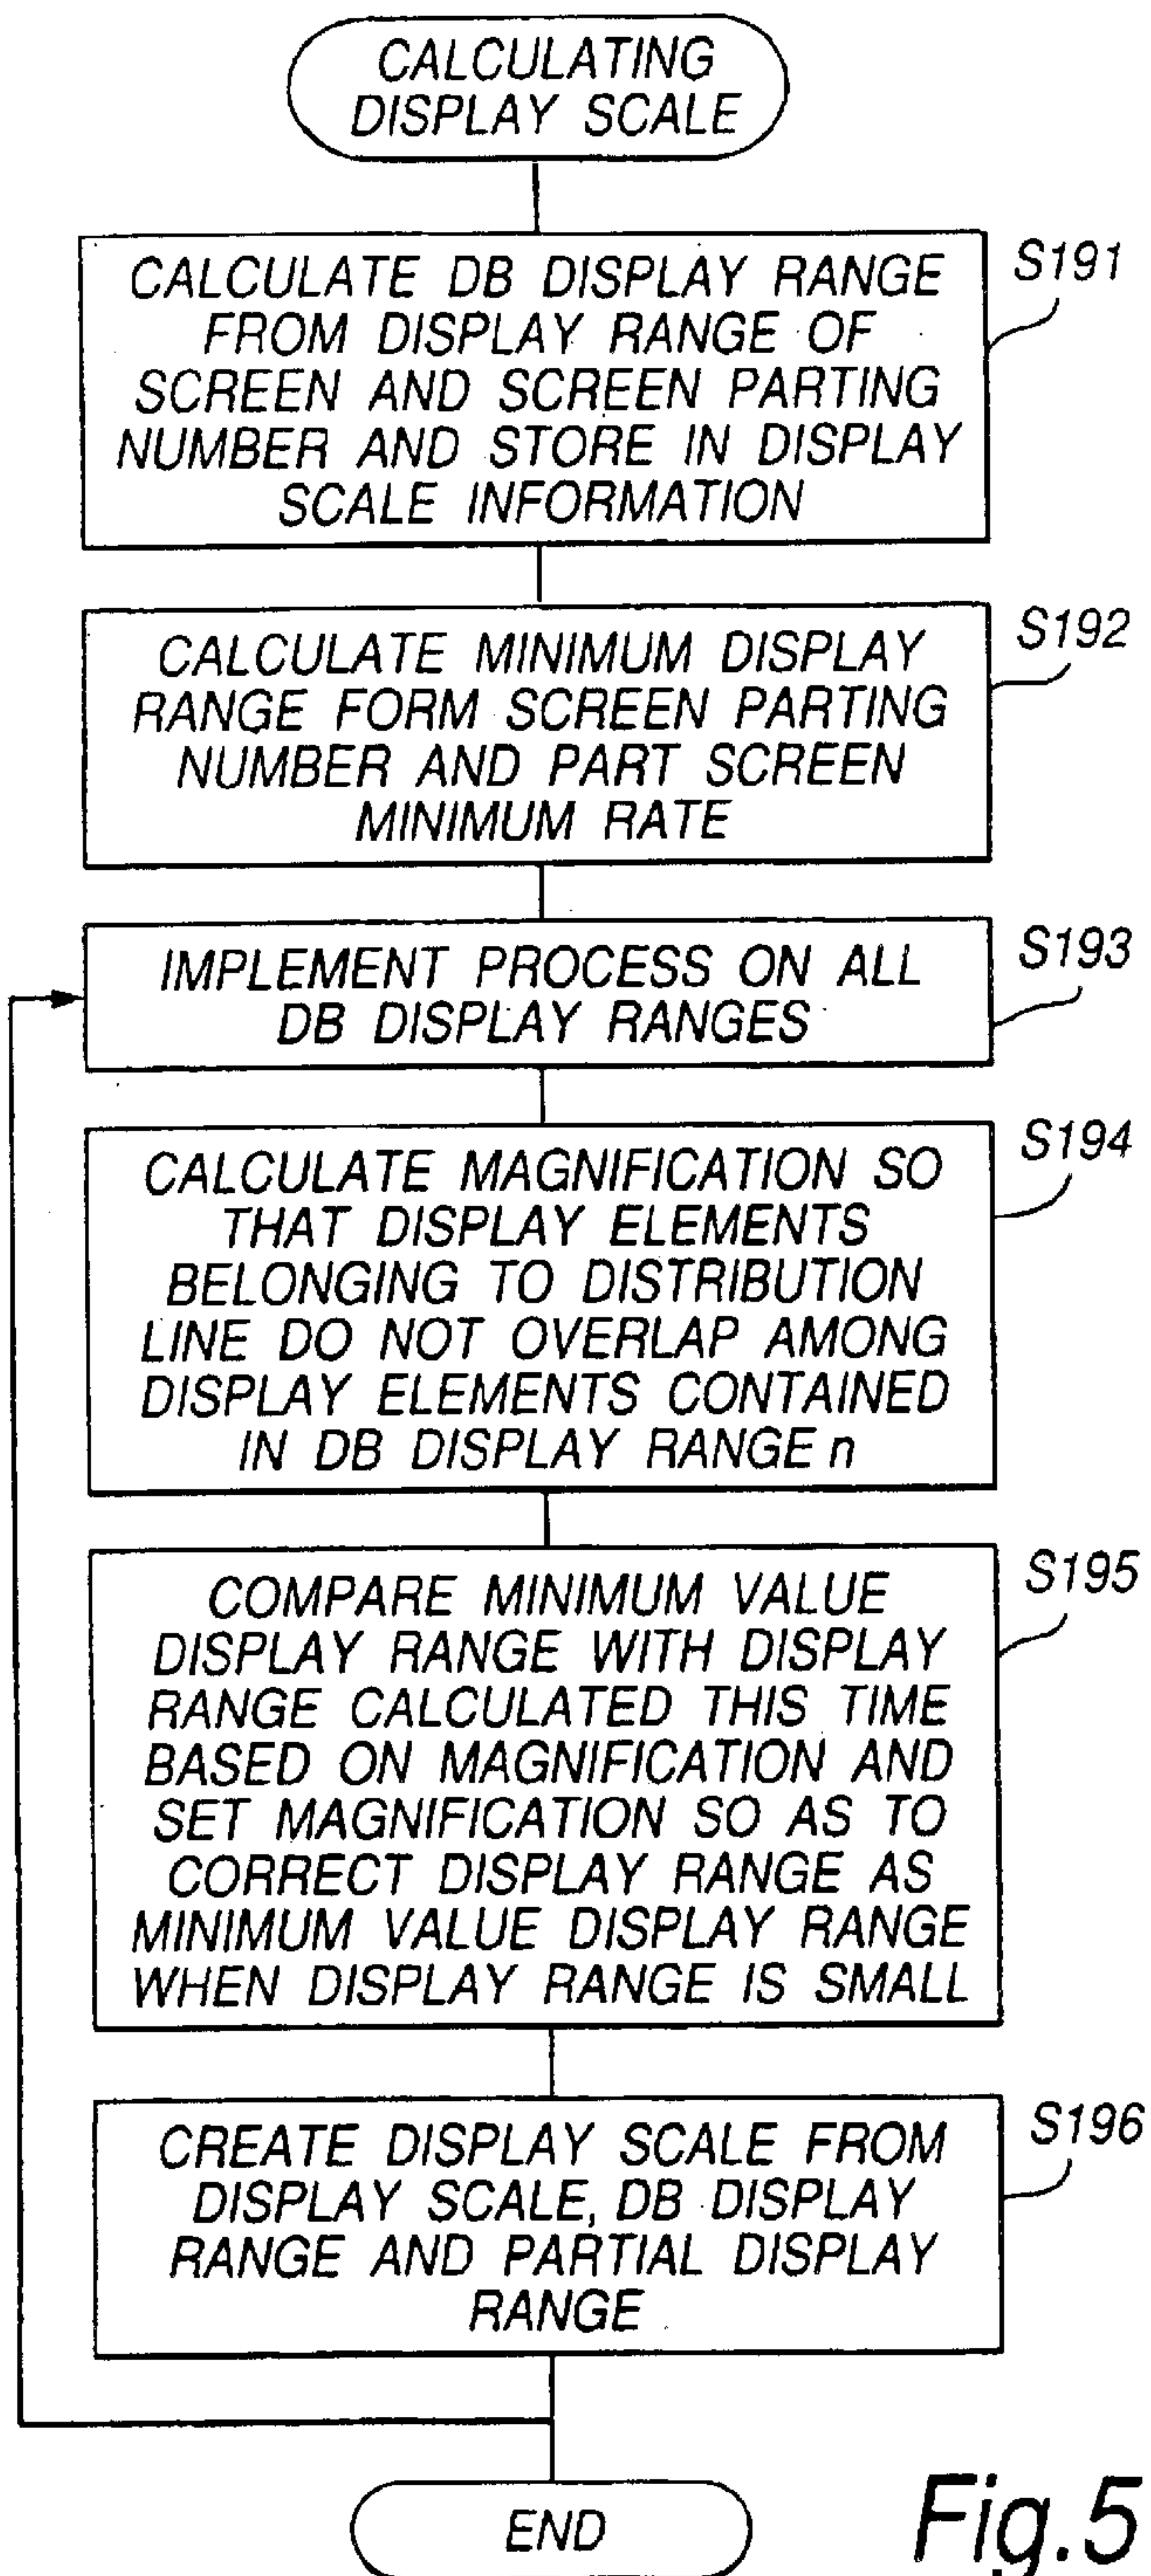 CALCULATING
DISPLAY SCALE
CALCULATE DB DISPLAY RANGE
FROM DISPLAY RANGE OF
SCREEN AND SCREEN PARTING
NUMBER AND STORE IN DISPLAY
SCALE INFORMATION
S191
CALCULATE MINIMUM DISPLAY
RANGE FORM SCREEN PARTING
NUMBER AND PART SCREEN
MINIMUM RATE
S192
IMPLEMENT PROCESS ON ALL
DB DISPLAY RANGES
S193
CALCULATE MAGNIFICATION SO
THAT DISPLAY ELEMENTS
BELONGING TO DISTRIBUTION
LINE DO NOT OVERLAP AMONG
DISPLAY ELEMENTS CONTAINED
IN DB DISPLAY RANGE n
S194
COMPARE MINIMUM VALUE
DISPLAY RANGE WITH DISPLAY
RANGE CALCULATED THIS TIME
BASED ON MAGNIFICATION AND
SET MAGNIFICATION SO AS TO
CORRECT DISPLAY RANGE AS
MINIMUM VALUE DISPLAY RANGE
WHEN DISPLAY RANGE IS SMALL
S195
CREATE DISPLAY SCALE FROM
DISPLAY SCALE, DB DISPLAY
RANGE AND PARTIAL DISPLAY
RANGE
S196
END
Fig.5